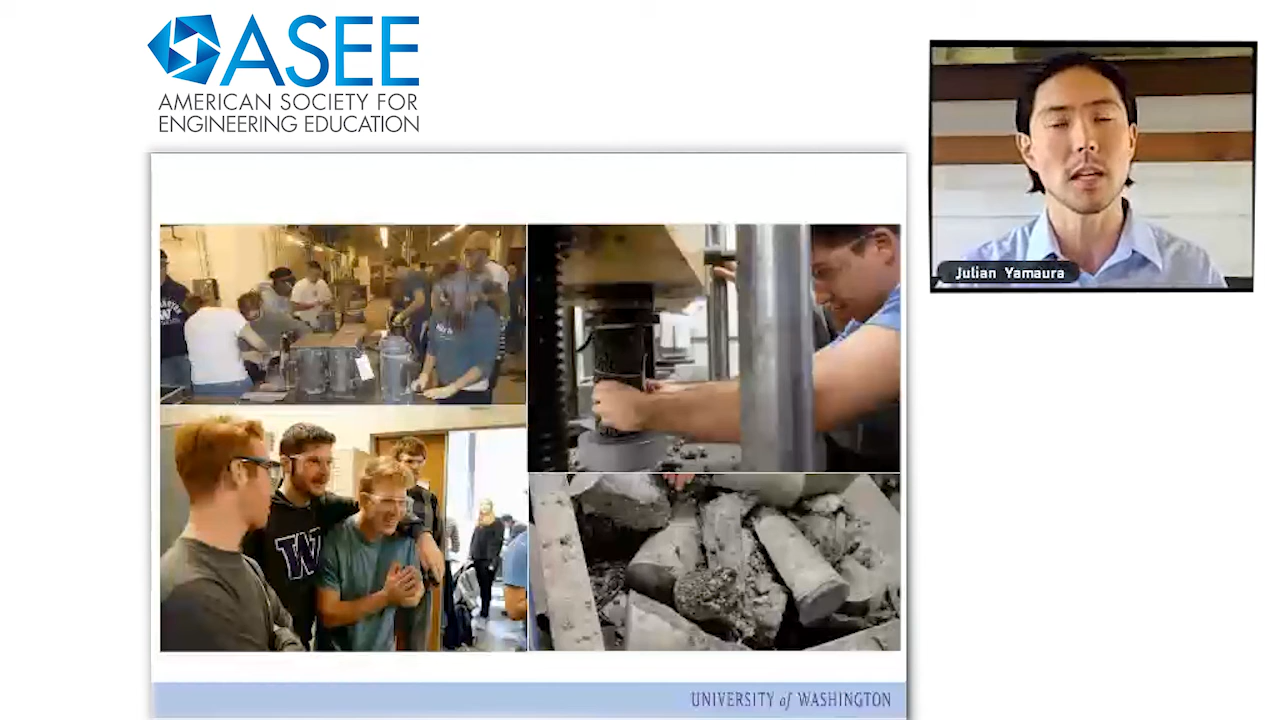 ASEE
AMERICAN SOCIETY FOR
ENGINEERING EDUCATION
Julian Yamaura
W
W
UNIVERSITY of WASHINGTON